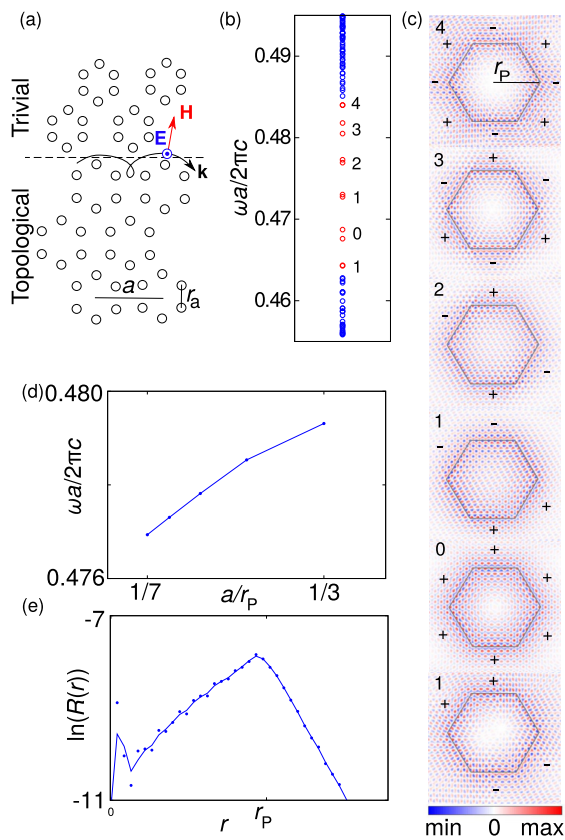 (a)
Trivial
Topological
H
E
k
a
r_a
(b)
ωa/2πc
0.49
0.48
0.47
0.46
4
3
2
1
0
1
(c)
4
+ +
- r_P -
+ - +
3
+
- -
+ +
-
2
+
-
-
+
1
-
-
+
+
0
+
+ +
+ +
+
1
+
+
-
-
min 0 max
(d)
0.480
ωa/2πc
0.476
1/7 a/r_P 1/3
(e)
-7
ln(R(r))
-11
0 r r_P